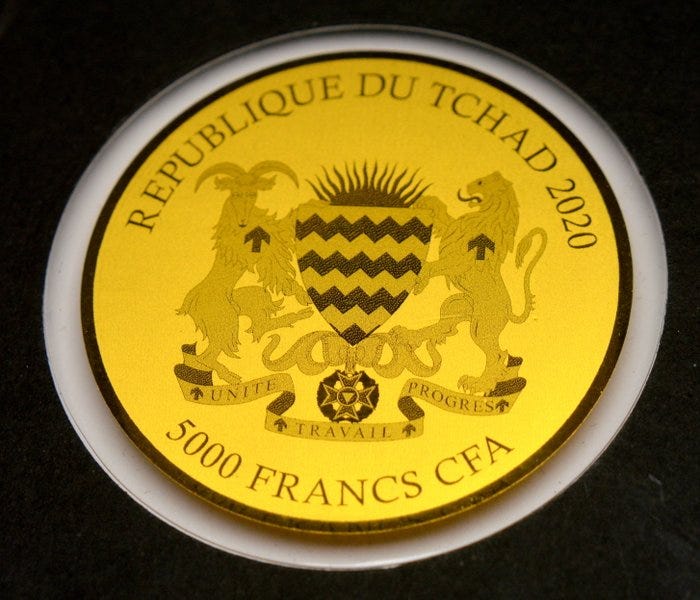 REPUBLIQUE DU TCHAD 2020
UNITE
TRAVAIL
PROGRES
5000 FRANCS CFA